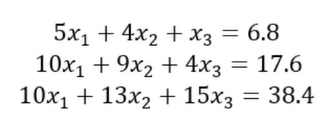 5x₁ + 4x₂ + x₃ = 6.8
10x₁ + 9x₂ + 4x₃ = 17.6
10x₁ + 13x₂ + 15x₃ = 38.4